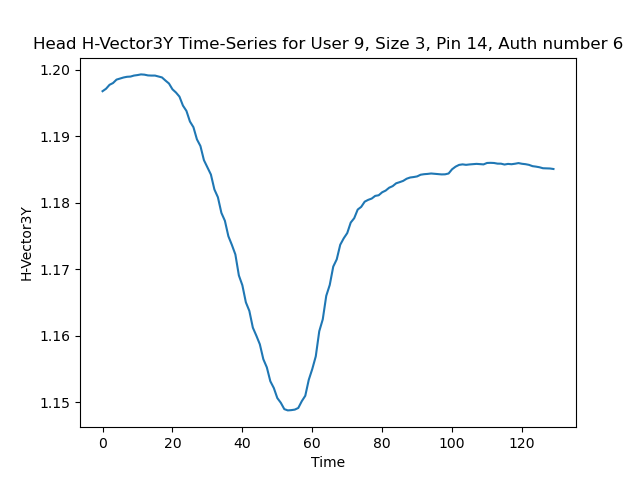 Head H-Vector3Y Time-Series for User 9, Size 3, Pin 14, Auth number 6
1.20
1.19
1.18
1.17
1.16
1.15
H-Vector3Y
0 20 40 60 80 100 120
Time